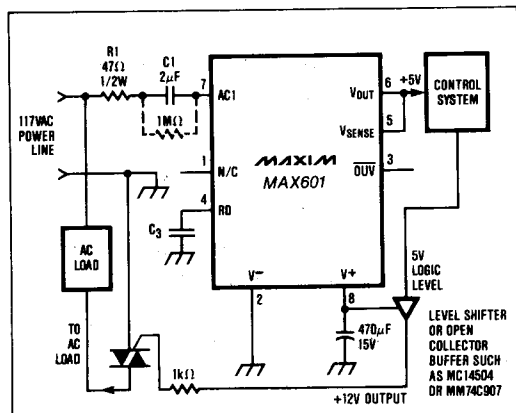 R1
47Ω
1/2W
C1
2μF
1MΩ
117VAC
POWER
LINE
7
AC1
1
N/C
4
RD
C3
MAXIM
MAX601
VOUT
6
+5V
VSENSE
5
OUV
3
CONTROL
SYSTEM
V-
2
V+
8
470μF
15V
5V
LOGIC
LEVEL
LEVEL SHIFTER
OR OPEN
COLLECTOR
BUFFER SUCH
AS MC14504
OR MM74C907
AC
LOAD
TO
AC
LOAD
1kΩ
+12V OUTPUT